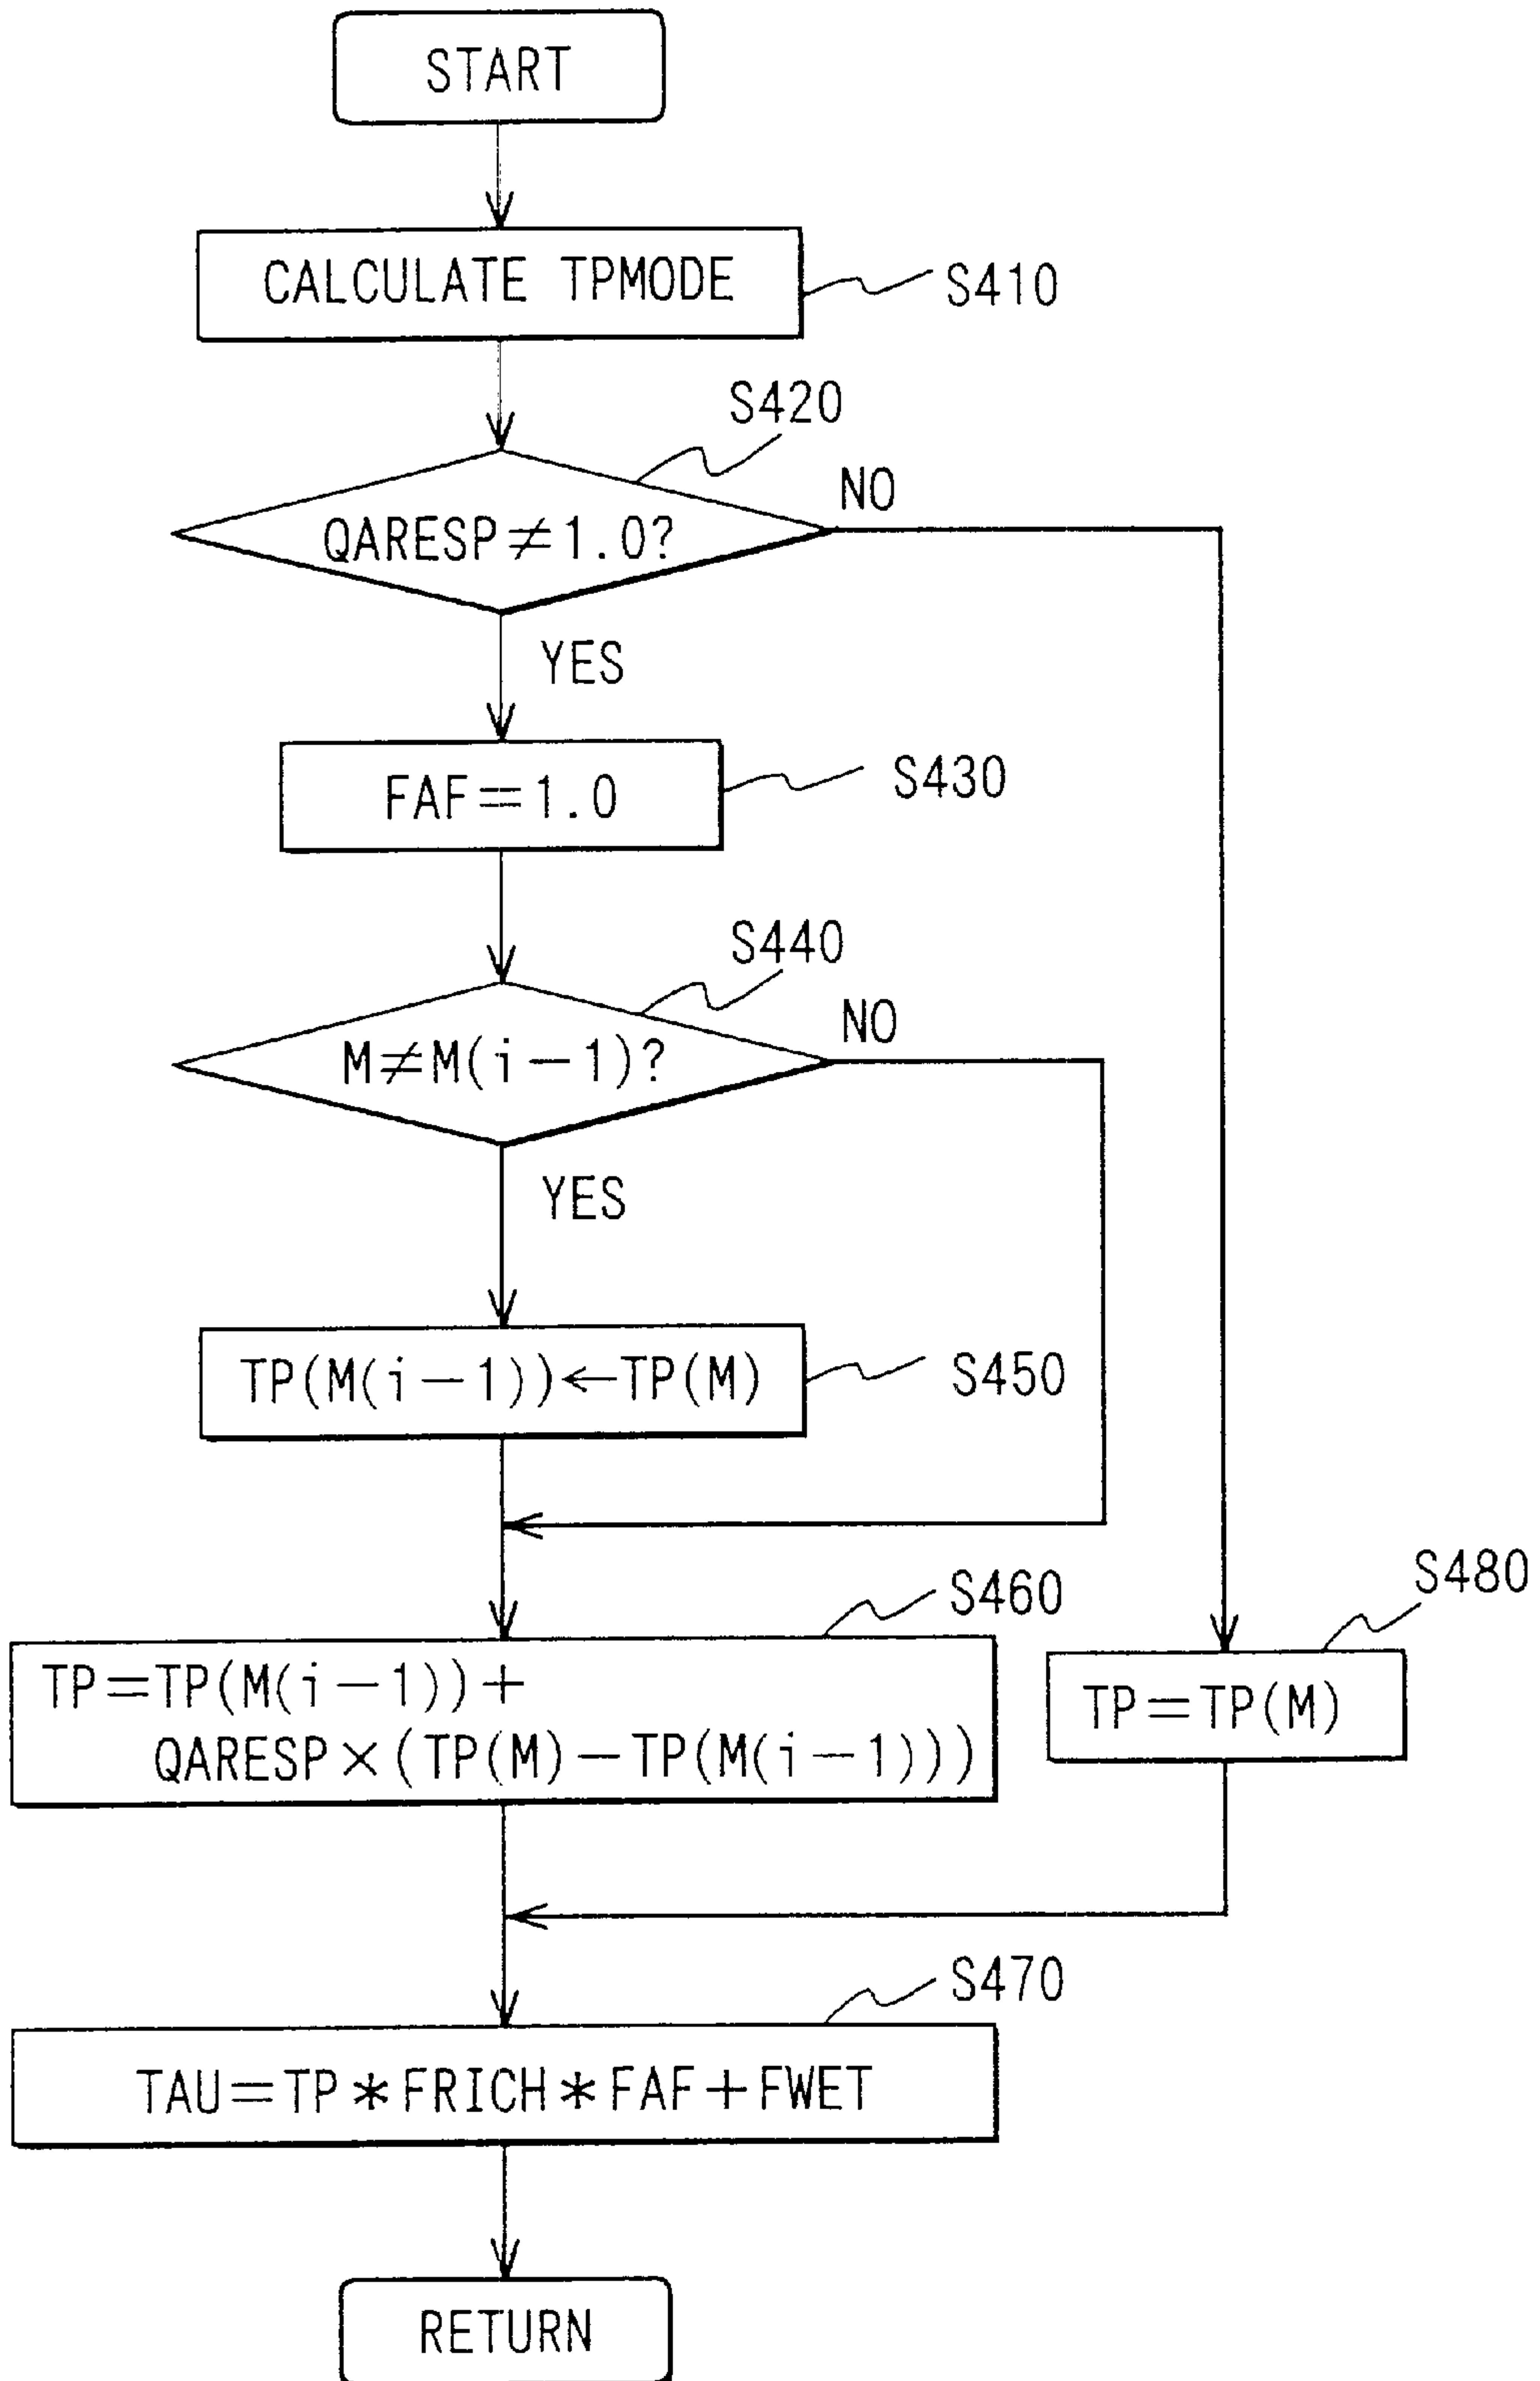 START
CALCULATE TPMODE
S410
S420
QARESP≠1.0?
NO
YES
FAF=1.0
S430
S440
M≠M(i-1)?
NO
YES
TP(M(i-1))←TP(M)
S450
S460
TP=TP(M(i-1))+
QARESP×(TP(M)-TP(M(i-1)))
S480
TP=TP(M)
S470
TAU=TP*FRICH*FAF+FWET
RETURN